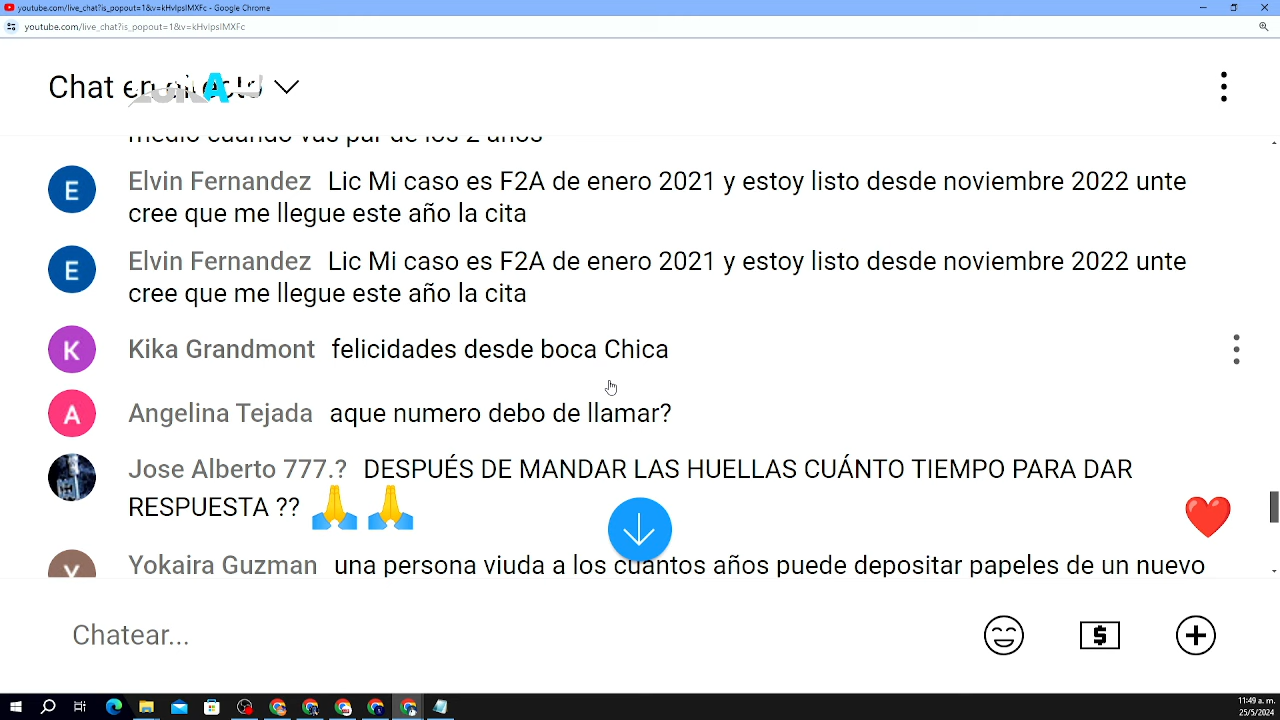 youtube.com/live_chat?is_popout=1&v=kHvIpsIMXFc - Google Chrome
youtube.com/live_chat?is_popout=1&v=kHvIpsIMXFc
Chat en directo
medio cuando vas par de los 2 años
E Elvin Fernandez Lic Mi caso es F2A de enero 2021 y estoy listo desde noviembre 2022 unte
cree que me llegue este año la cita
E Elvin Fernandez Lic Mi caso es F2A de enero 2021 y estoy listo desde noviembre 2022 unte
cree que me llegue este año la cita
K Kika Grandmont felicidades desde boca Chica
A Angelina Tejada aque numero debo de llamar?
Jose Alberto 777.? DESPUÉS DE MANDAR LAS HUELLAS CUÁNTO TIEMPO PARA DAR
RESPUESTA ?? 🙏 🙏
Y Yokaira Guzman una persona viuda a los cuantos años puede depositar papeles de un nuevo
Chatear...
11:49 a. m.
25/5/2024